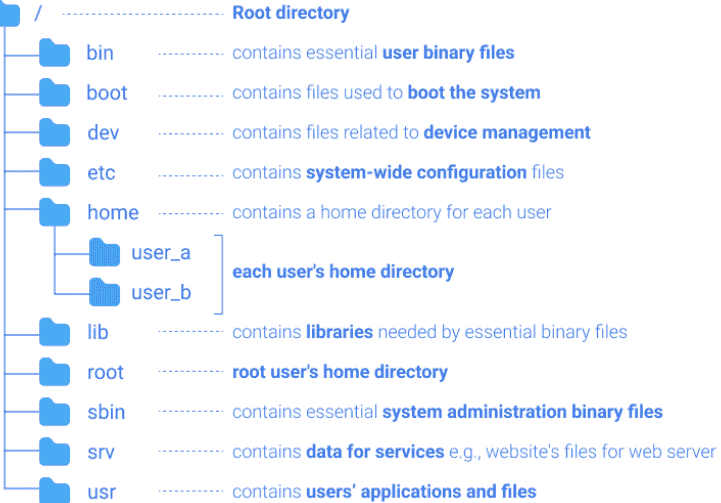 / Root directory
bin contains essential user binary files
boot contains files used to boot the system
dev contains files related to device management
etc contains system-wide configuration files
home contains a home directory for each user
user_a
each user's home directory
user_b
lib contains libraries needed by essential binary files
root root user's home directory
sbin contains essential system administration binary files
srv contains data for services e.g., website's files for web server
usr contains users’ applications and files